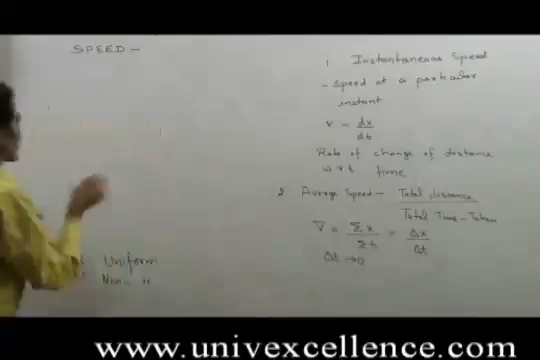 SPEED -
Uniform
Non- "
1 Instantaneous Speed
- Speed at a particular
instant
v = dx/dt
Rate of change of distance
w.r.t time
2 Average Speed - Total distance / Total Time-Taken
v̅ = Σx/Σt = Δx/Δt
Δt → 0
www.univexcellence.com